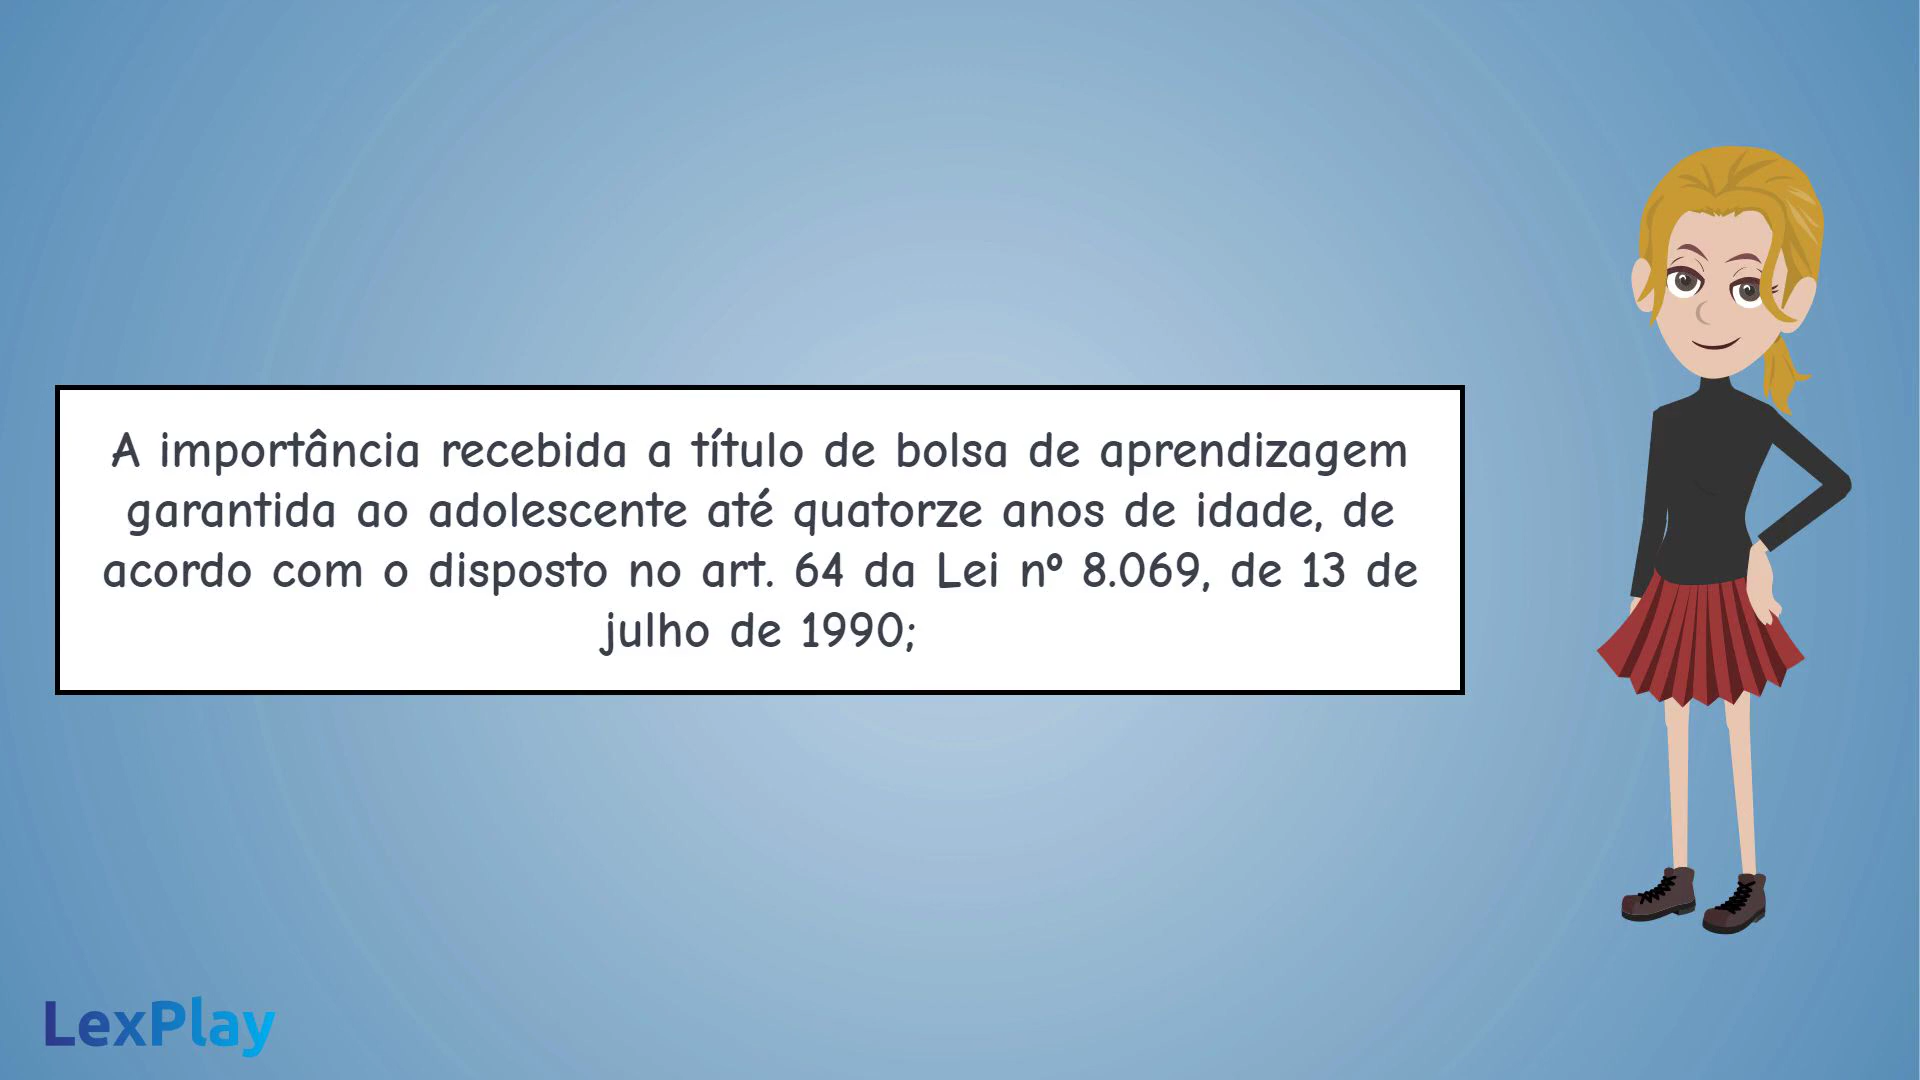 A importância recebida a título de bolsa de aprendizagem
garantida ao adolescente até quatorze anos de idade, de
acordo com o disposto no art. 64 da Lei nº 8.069, de 13 de
julho de 1990;
LexPlay